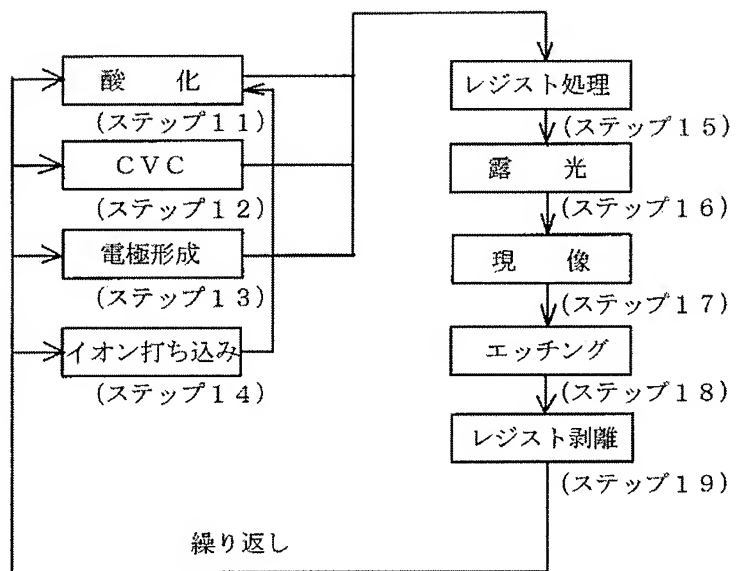 酸　化
(ステップ１１)
ＣＶＣ
(ステップ１２)
電極形成
(ステップ１３)
イオン打ち込み
(ステップ１４)
レジスト処理
(ステップ１５)
露　光
(ステップ１６)
現　像
(ステップ１７)
エッチング
(ステップ１８)
レジスト剥離
(ステップ１９)
繰り返し